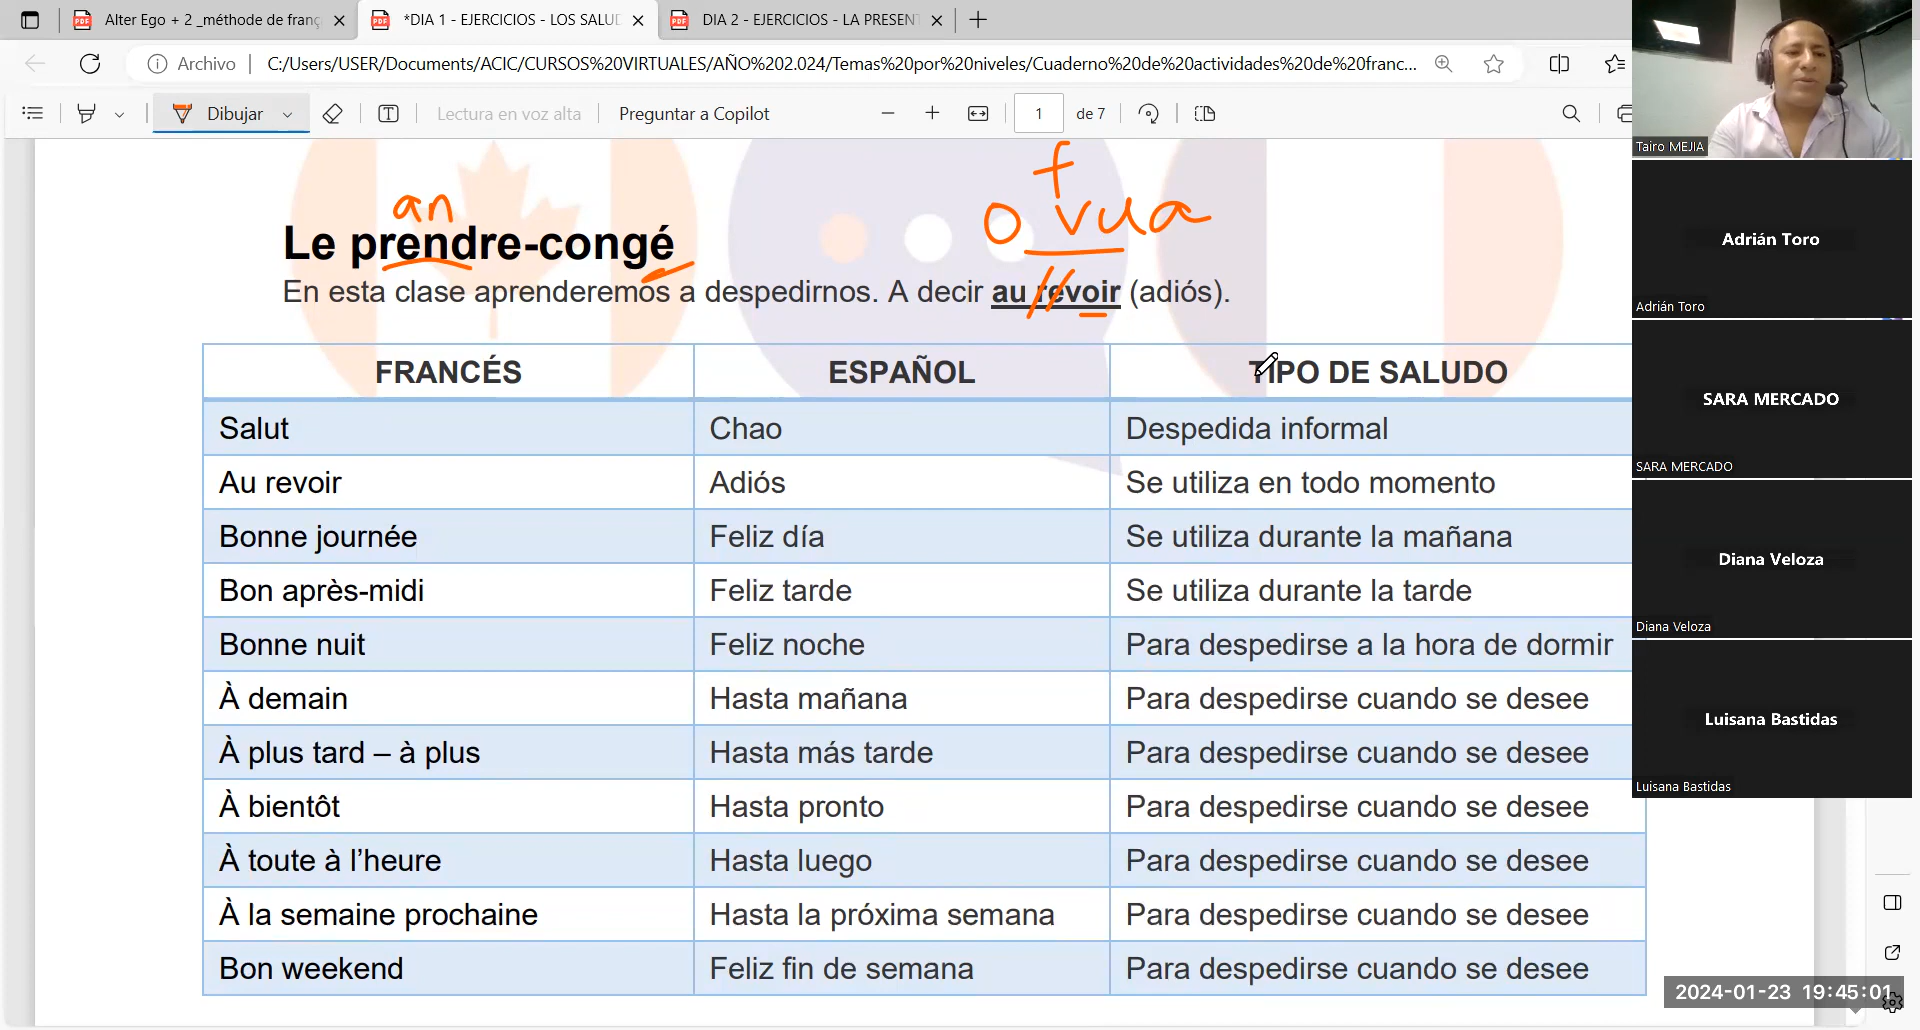 Alter Ego + 2 _méthode de franç
*DIA 1 - EJERCICIOS - LOS SALUD
DIA 2 - EJERCICIOS - LA PRESENT
Archivo
C:/Users/USER/Documents/ACIC/CURSOS%20VIRTUALES/AÑO%202.024/Temas%20por%20niveles/Cuaderno%20de%20actividades%20de%20franc...
Dibujar
T
Lectura en voz alta
Preguntar a Copilot
1
de 7
f
an
o vua
Le prendre-congé
En esta clase aprenderemos a despedirnos. A decir au revoir (adiós).
FRANCÉS ESPAÑOL TIPO DE SALUDO
Salut Chao Despedida informal
Au revoir Adiós Se utiliza en todo momento
Bonne journée Feliz día Se utiliza durante la mañana
Bon après-midi Feliz tarde Se utiliza durante la tarde
Bonne nuit Feliz noche Para despedirse a la hora de dormir
À demain Hasta mañana Para despedirse cuando se desee
À plus tard – à plus Hasta más tarde Para despedirse cuando se desee
À bientôt Hasta pronto Para despedirse cuando se desee
À toute à l’heure Hasta luego Para despedirse cuando se desee
À la semaine prochaine Hasta la próxima semana Para despedirse cuando se desee
Bon weekend Feliz fin de semana Para despedirse cuando se desee
Tairo MEJIA
Adrián Toro
Adrián Toro
SARA MERCADO
SARA MERCADO
Diana Veloza
Diana Veloza
Luisana Bastidas
Luisana Bastidas
2024-01-23 19:45:01